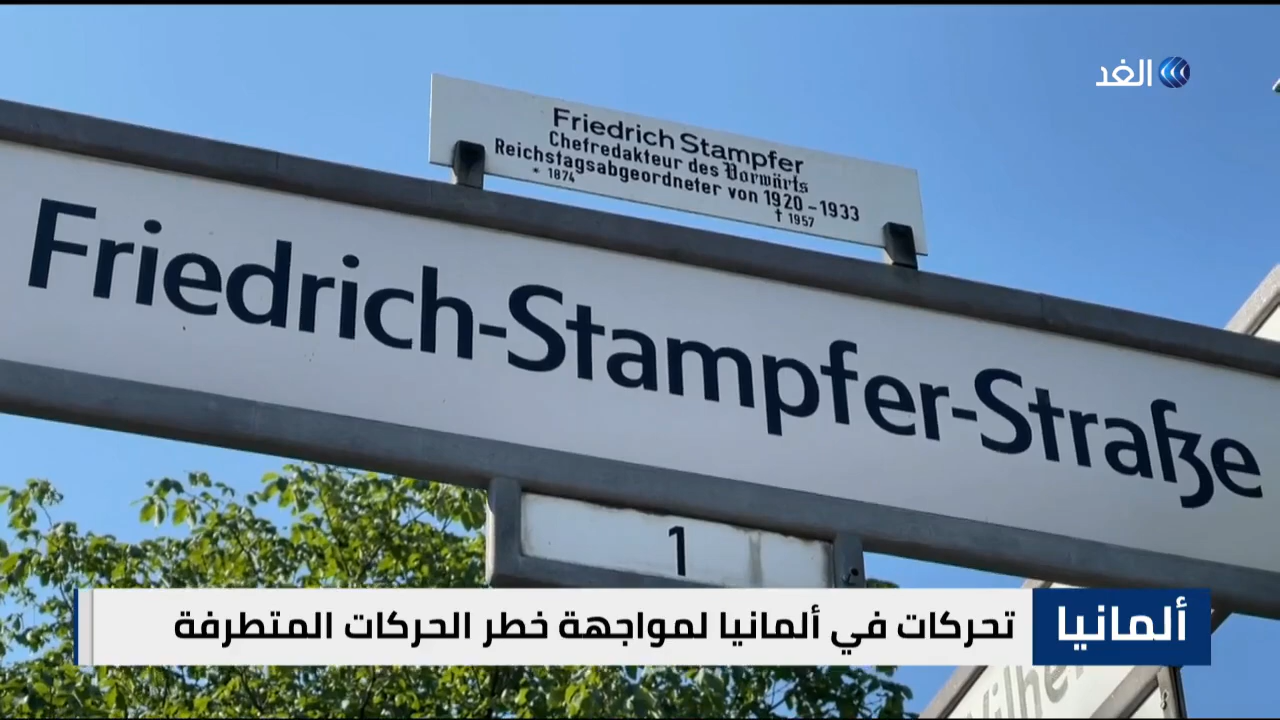 الغد
Friedrich Stampfer
Chefredakteur des Vorwärts
Reichstagsabgeordneter von 1920-1933
* 1874
† 1957
Friedrich-Stampfer-Straße
1
ألمانيا
تحركات في ألمانيا لمواجهة خطر الحركات المتطرفة